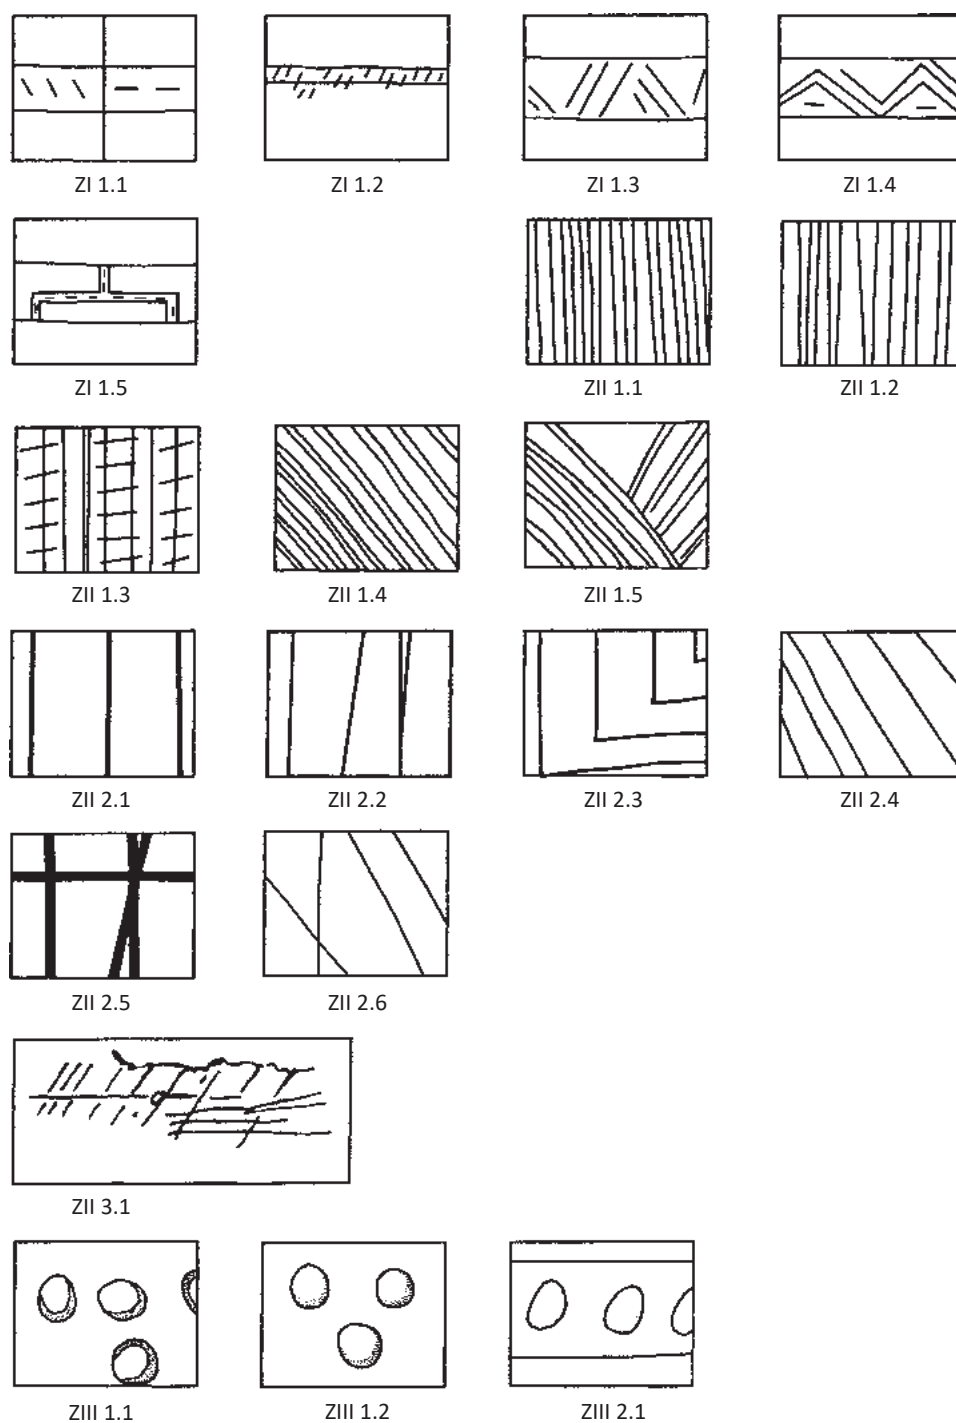 ZI 1.1 ZI 1.2 ZI 1.3 ZI 1.4
ZI 1.5 ZII 1.1 ZII 1.2
ZII 1.3 ZII 1.4 ZII 1.5
ZII 2.1 ZII 2.2 ZII 2.3 ZII 2.4
ZII 2.5 ZII 2.6
ZII 3.1
ZIII 1.1 ZIII 1.2 ZIII 2.1